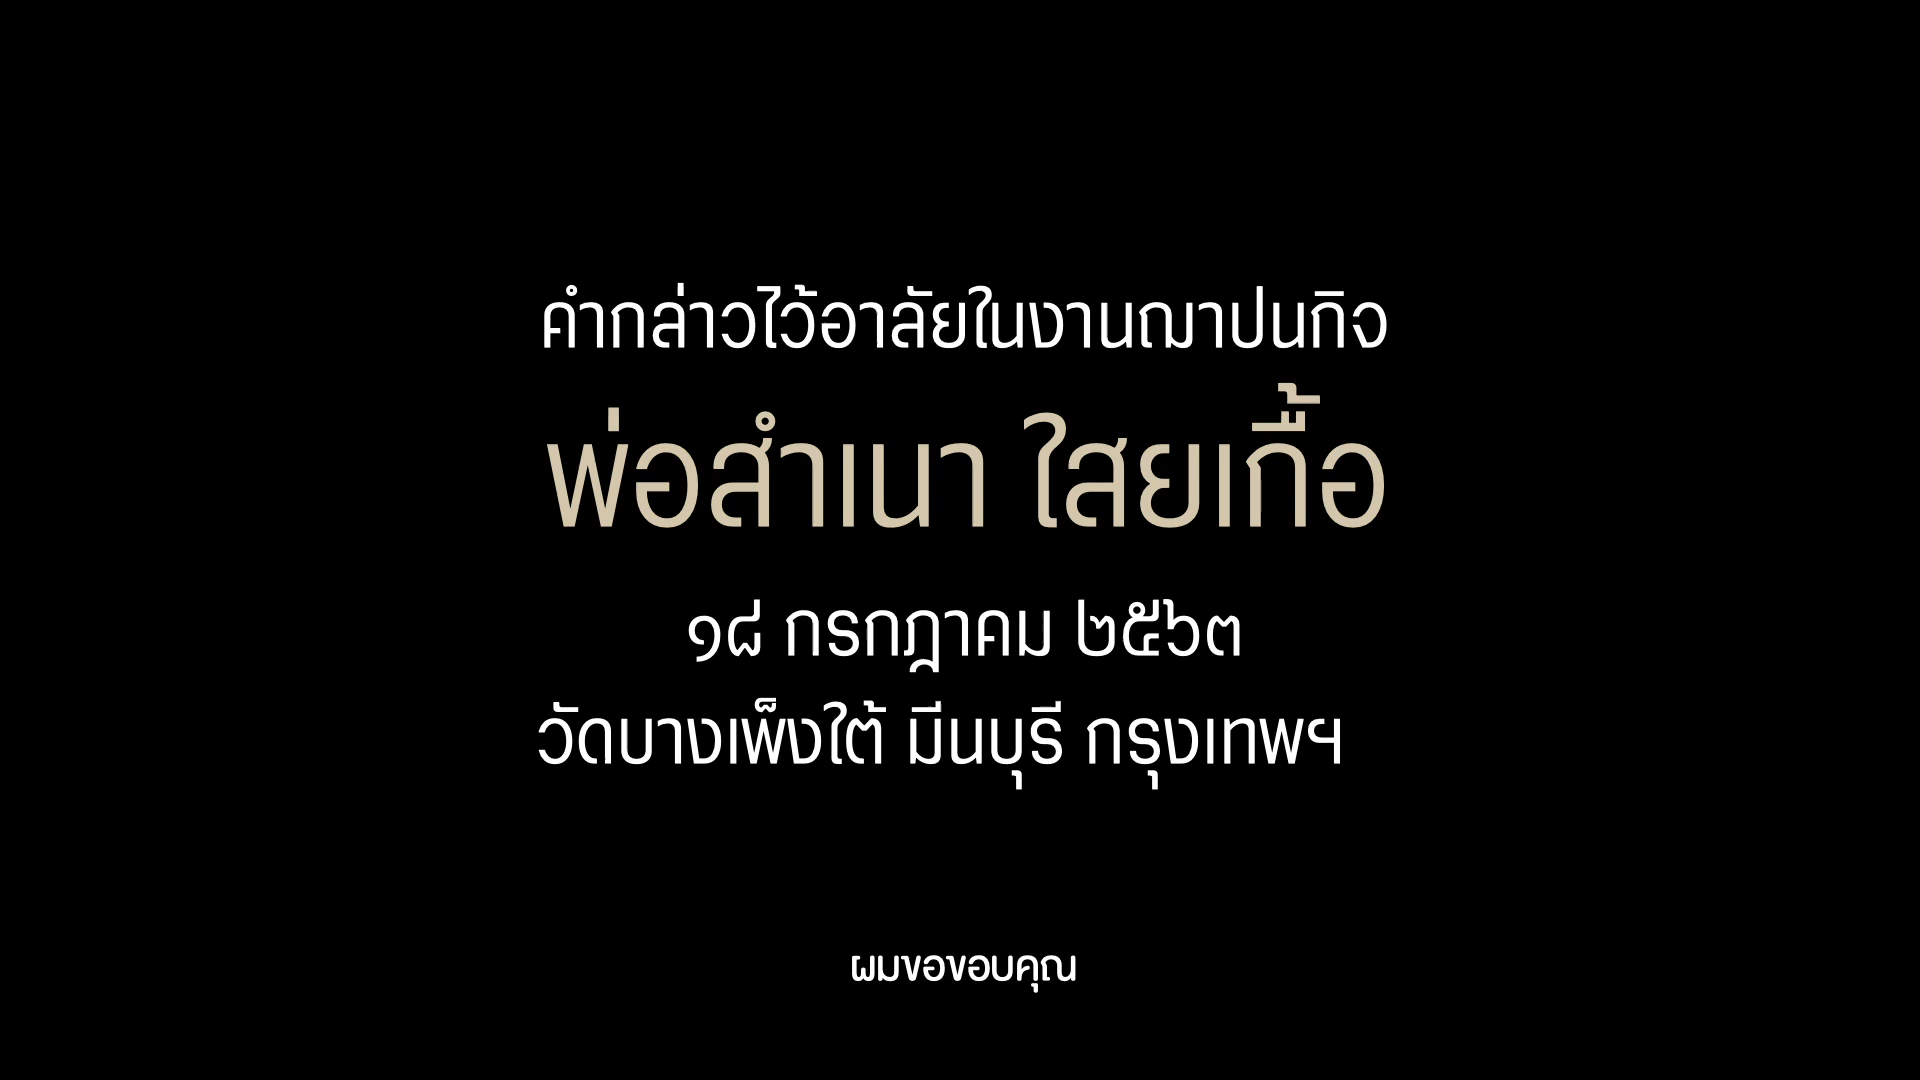 คำกล่าวไว้อาลัยในงานฌาปนกิจ
พ่อสำเนา ใสยเกื้อ
๑๘ กรกฎาคม ๒๕๖๓
วัดบางเพ็งใต้ มีนบุรี กรุงเทพฯ
ผมขอขอบคุณ